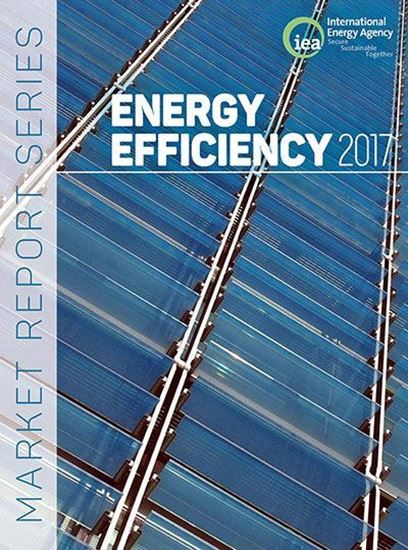 International
Energy Agency
Secure
Sustainable
Together
iea
ENERGY
EFFICIENCY 2017
MARKET REPORT SERIES